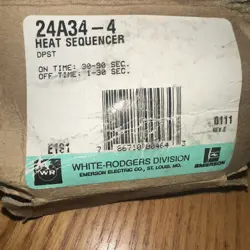 24A34-4
HEAT SEQUENCER
DPST
ON TIME: 30-90 SEC.
OFF TIME: 1-30 SEC.
0111
E181
WR
WHITE-RODGERS DIVISION
EMERSON ELECTRIC CO., ST. LOUIS, MO.
EMERSON